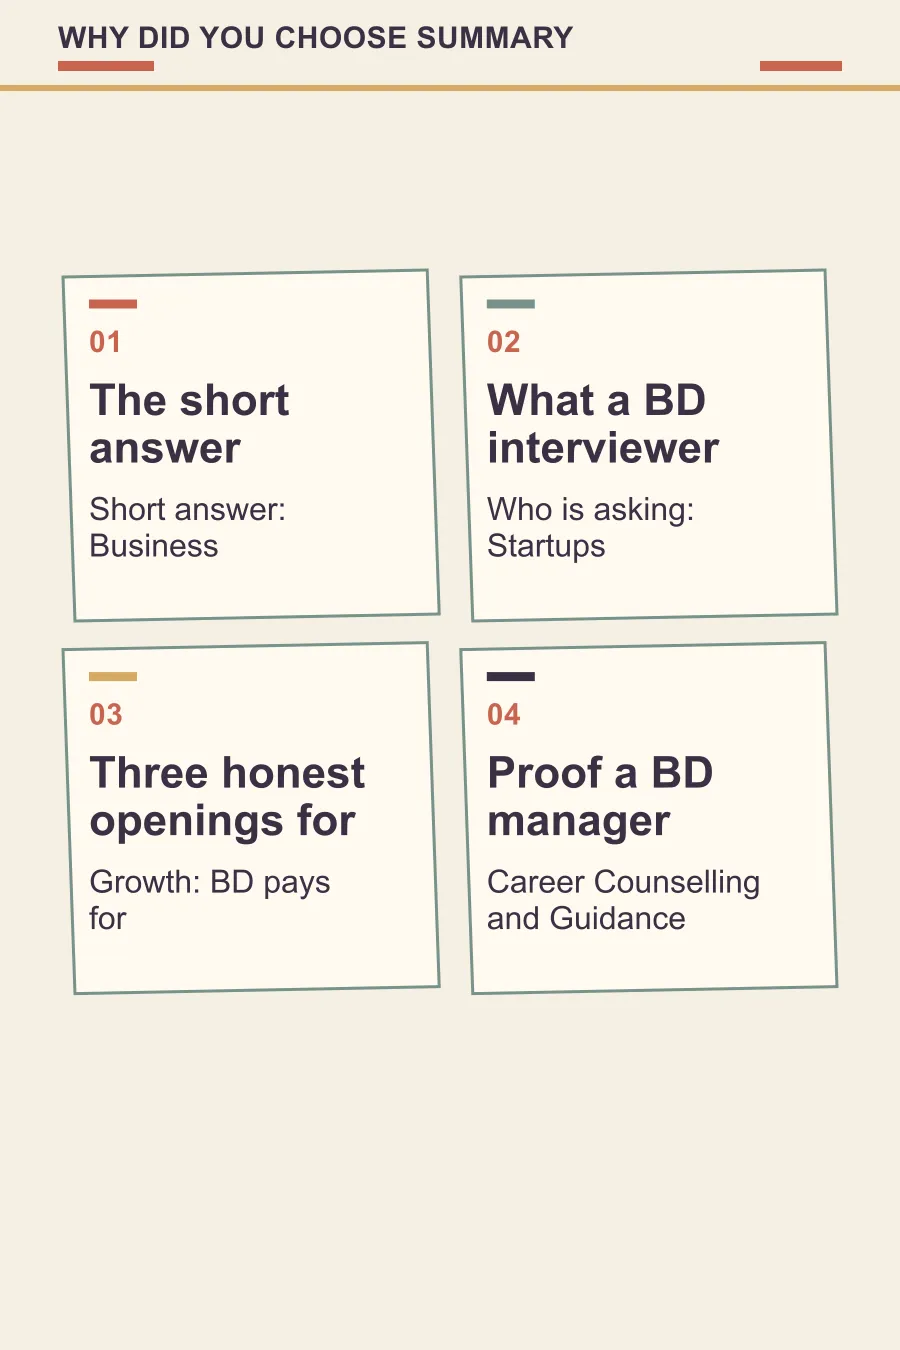 WHY DID YOU CHOOSE SUMMARY
01
The short
answer
Short answer:
Business
02
What a BD
interviewer
Who is asking:
Startups
03
Three honest
openings for
Growth: BD pays
for
04
Proof a BD
manager
Career Counselling
and Guidance